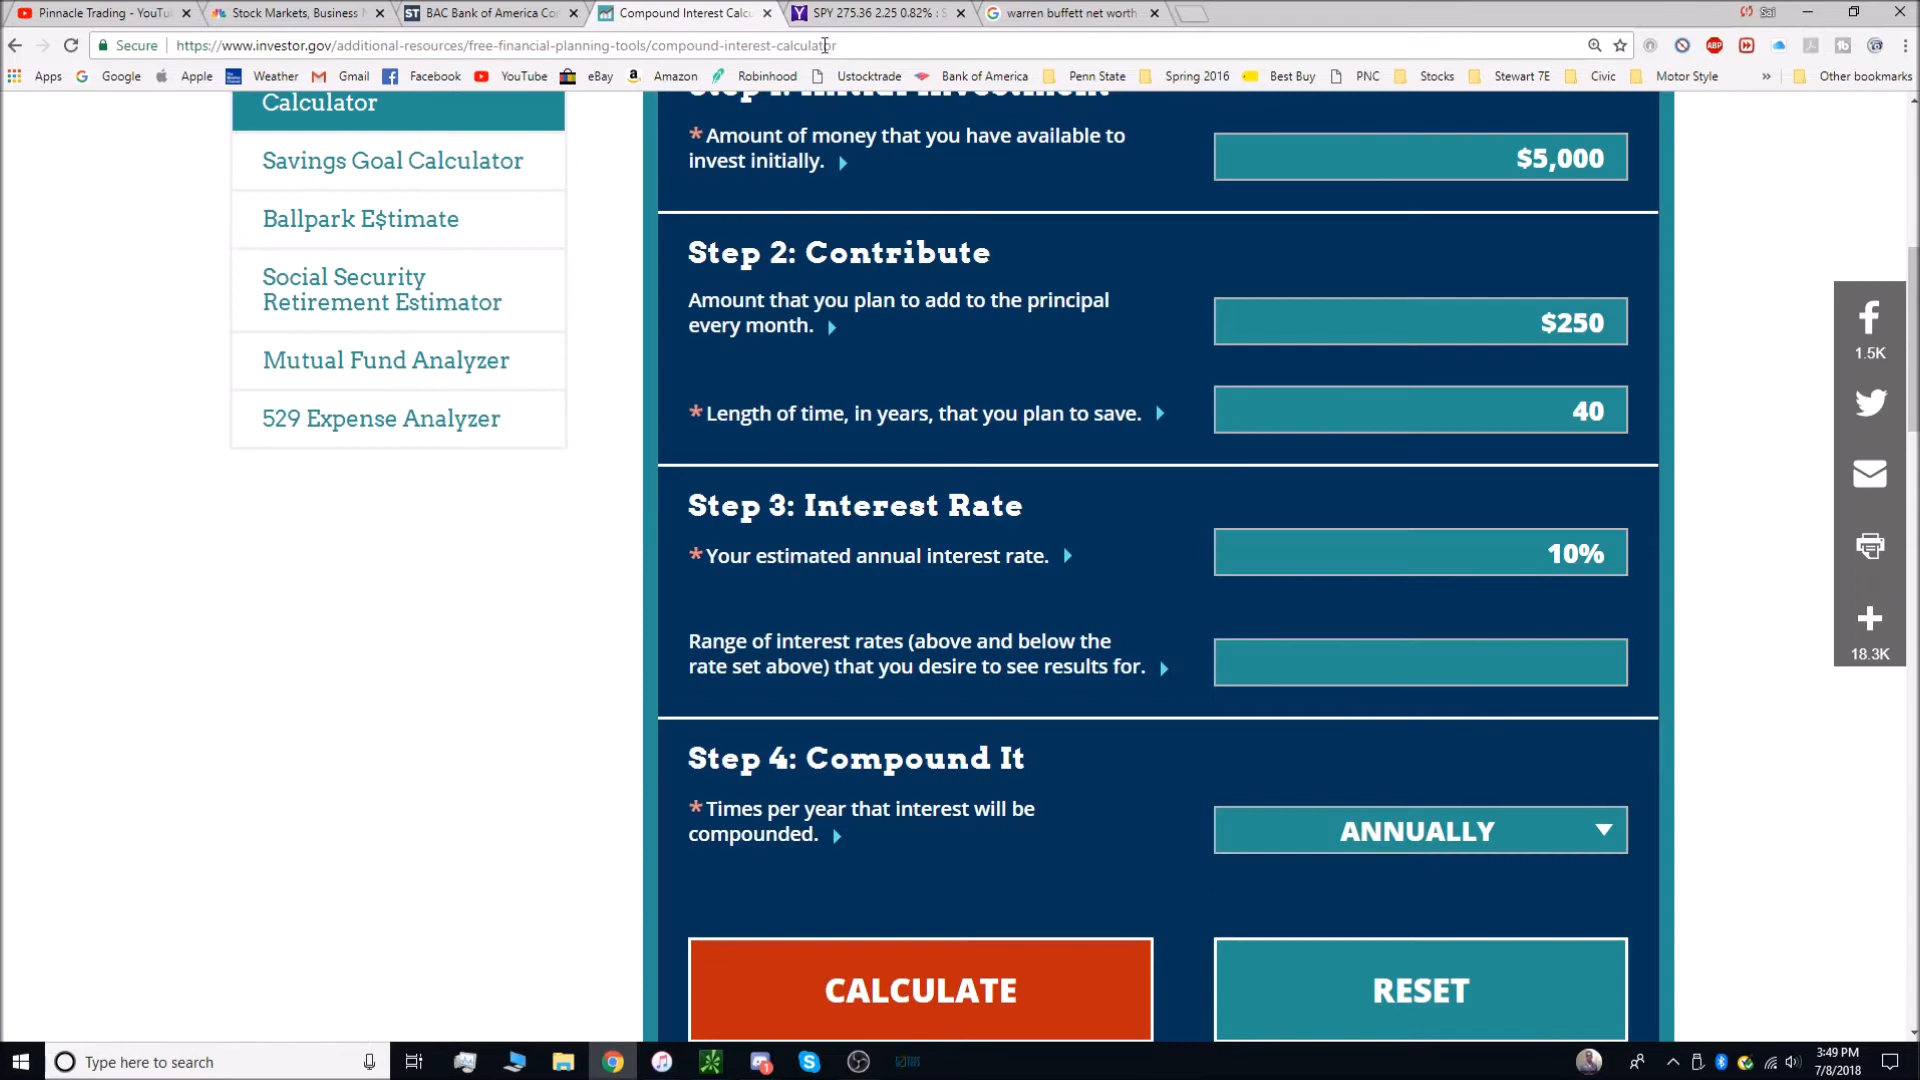 Pinnacle Trading - YouTu
Stock Markets, Business
ST BAC Bank of America Co
Compound Interest Calcu
SPY 275.36 2.25 0.82% : S
warren buffett net worth
Secure
https://www.investor.gov/additional-resources/free-financial-planning-tools/compound-interest-calculator
Apps Google Apple Weather Gmail Facebook YouTube eBay Amazon Robinhood Ustocktrade Bank of America Penn State Spring 2016 Best Buy PNC Stocks Stewart 7E Civic Motor Style » Other bookmarks
Calculator
Savings Goal Calculator
Ballpark E$timate
Social Security
Retirement Estimator
Mutual Fund Analyzer
529 Expense Analyzer
Step 1: Initial Investment
*Amount of money that you have available to
invest initially.
$5,000
Step 2: Contribute
Amount that you plan to add to the principal
every month.
$250
*Length of time, in years, that you plan to save.
40
Step 3: Interest Rate
*Your estimated annual interest rate.
10%
Range of interest rates (above and below the
rate set above) that you desire to see results for.
Step 4: Compound It
*Times per year that interest will be
compounded.
ANNUALLY
CALCULATE
RESET
1.5K
18.3K
Type here to search
3:49 PM
7/8/2018